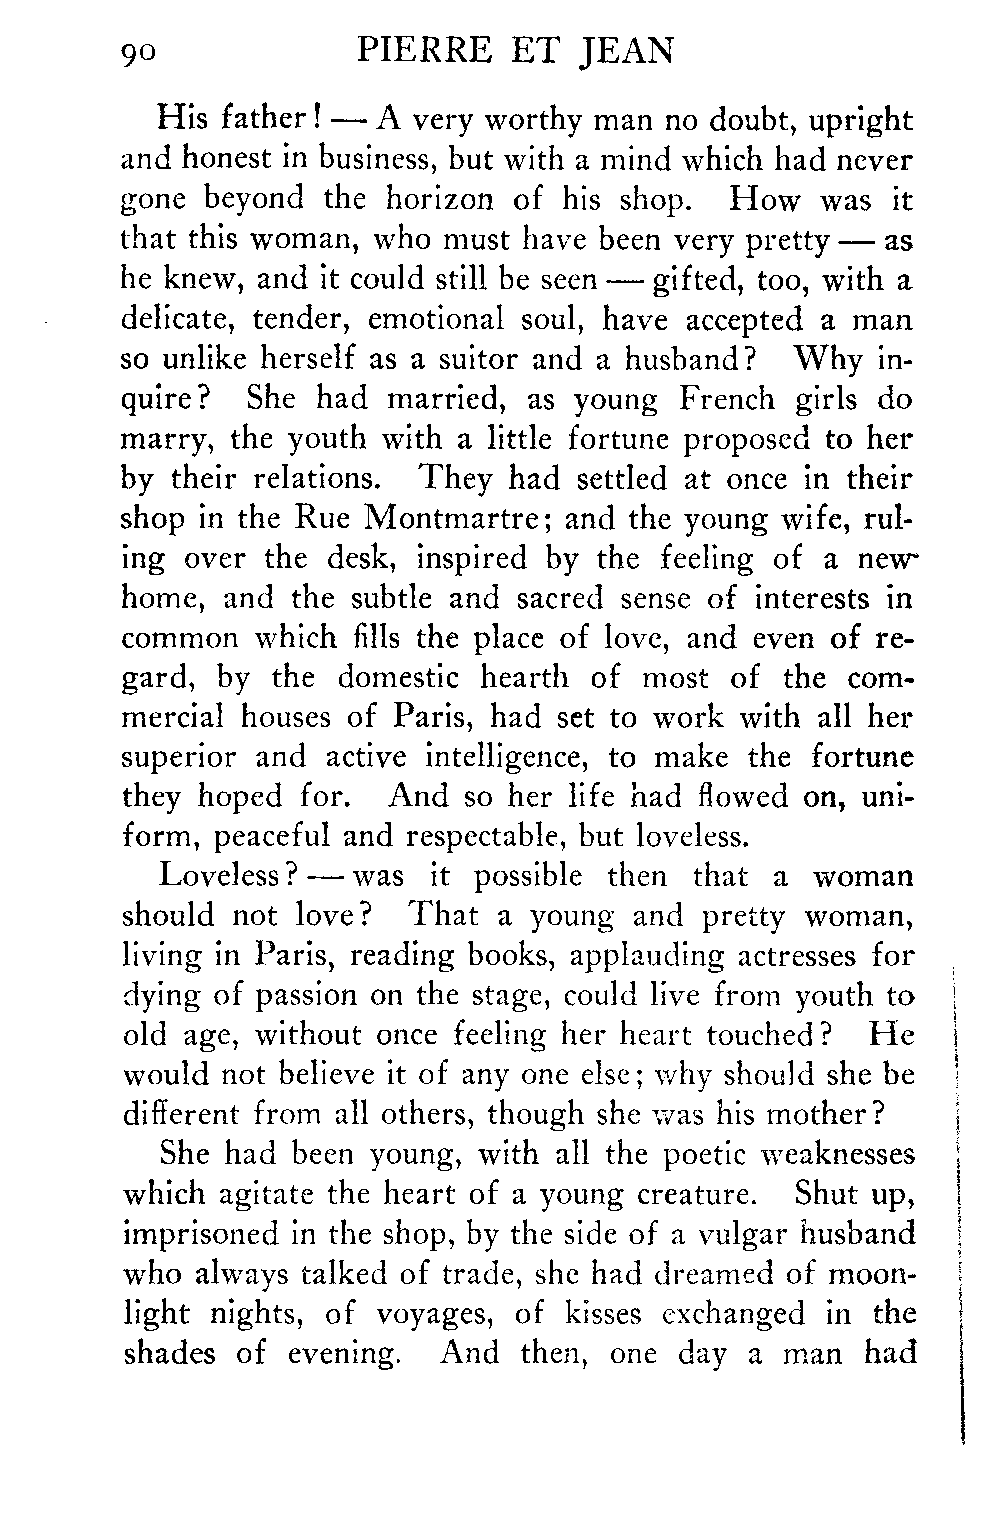 90 PIERRE ET JEAN
His father! — A very worthy man no doubt, upright
and honest in business, but with a mind which had never
gone beyond the horizon of his shop. How was it
that this woman, who must have been very pretty — as
he knew, and it could still be seen — gifted, too, with a
delicate, tender, emotional soul, have accepted a man
so unlike herself as a suitor and a husband? Why in-
quire? She had married, as young French girls do
marry, the youth with a little fortune proposed to her
by their relations. They had settled at once in their
shop in the Rue Montmartre; and the young wife, rul-
ing over the desk, inspired by the feeling of a new
home, and the subtle and sacred sense of interests in
common which fills the place of love, and even of re-
gard, by the domestic hearth of most of the com-
mercial houses of Paris, had set to work with all her
superior and active intelligence, to make the fortune
they hoped for. And so her life had flowed on, uni-
form, peaceful and respectable, but loveless.
Loveless? — was it possible then that a woman
should not love? That a young and pretty woman,
living in Paris, reading books, applauding actresses for
dying of passion on the stage, could live from youth to
old age, without once feeling her heart touched? He
would not believe it of any one else; why should she be
different from all others, though she was his mother?
She had been young, with all the poetic weaknesses
which agitate the heart of a young creature. Shut up,
imprisoned in the shop, by the side of a vulgar husband
who always talked of trade, she had dreamed of moon-
light nights, of voyages, of kisses exchanged in the
shades of evening. And then, one day a man had